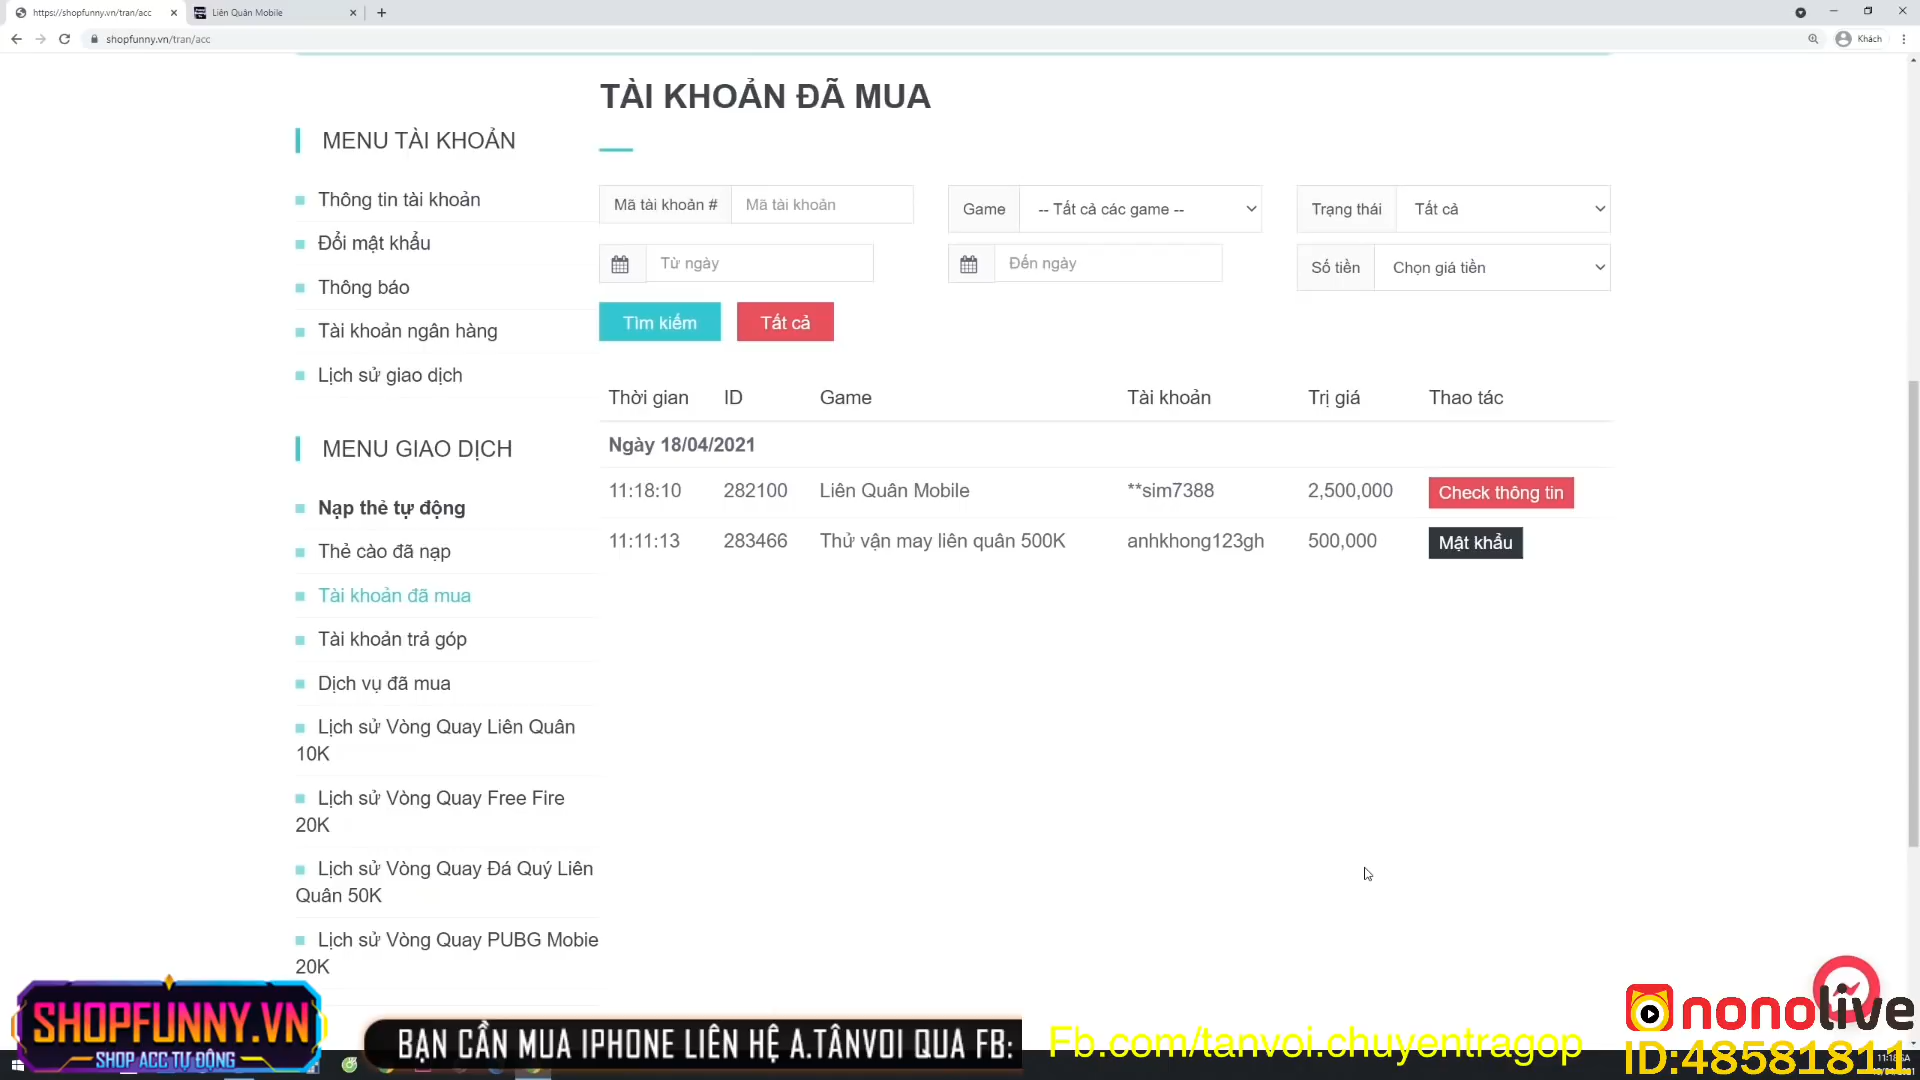 https://shopfunny.vn/tran/acc
Liên Quân Mobile
shopfunny.vn/tran/acc
Khách
TÀI KHOẢN ĐÃ MUA
MENU TÀI KHOẢN
Thông tin tài khoản
Đổi mật khẩu
Thông báo
Tài khoản ngân hàng
Lịch sử giao dịch
MENU GIAO DỊCH
Nạp thẻ tự động
Thẻ cào đã nạp
Tài khoản đã mua
Tài khoản trả góp
Dịch vụ đã mua
Lịch sử Vòng Quay Liên Quân
10K
Lịch sử Vòng Quay Free Fire
20K
Lịch sử Vòng Quay Đá Quý Liên
Quân 50K
Lịch sử Vòng Quay PUBG Mobie
20K
Mã tài khoản # Mã tài khoản
Game -- Tất cả các game --
Trạng thái Tất cả
Từ ngày
Đến ngày
Số tiền Chọn giá tiền
Tìm kiếm Tất cả
Thời gian ID Game Tài khoản Trị giá Thao tác
Ngày 18/04/2021
11:18:10 282100 Liên Quân Mobile **sim7388 2,500,000 Check thông tin
11:11:13 283466 Thử vận may liên quân 500K anhkhong123gh 500,000 Mật khẩu
SHOPFUNNY.VN
SHOP ACC TỰ ĐỘNG
BẠN CẦN MUA IPHONE LIÊN HỆ A.TÂNVOI QUA FB:
Fb.com/tanvoi.chuyentragop
nonolive
ID:48581811